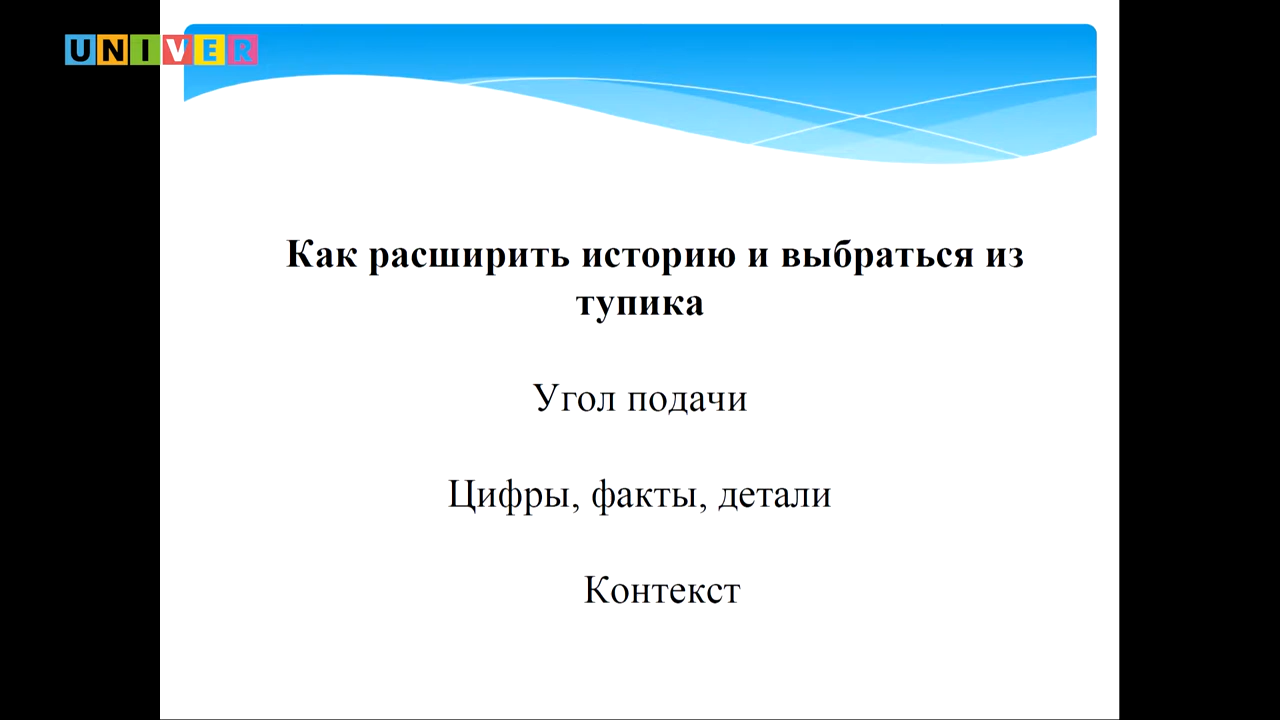 UNIVER
Как расширить историю и выбраться из
тупика
Угол подачи
Цифры, факты, детали
Контекст